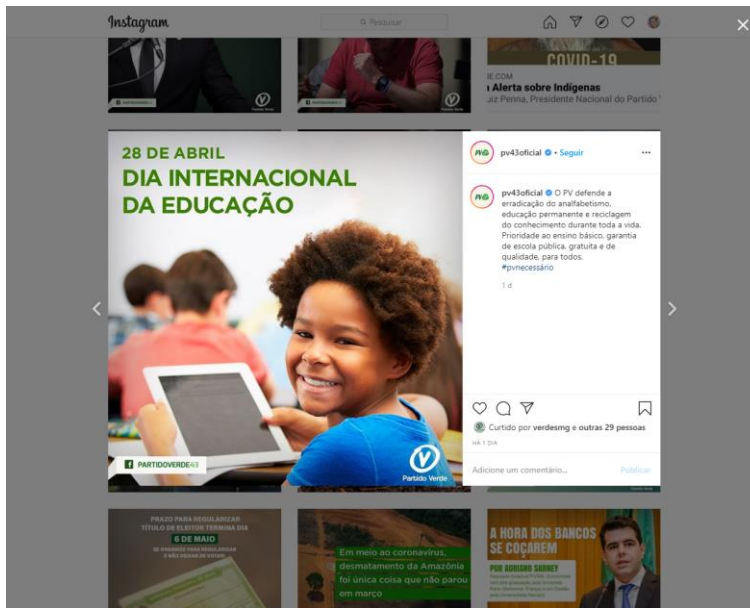 Instagram
Pesquisar
PARTIDOVERDE43
PARTIDOVERDE43
COVID-19
Alerta sobre Indígenas
uiz Penna, Presidente Nacional do Partido
28 DE ABRIL
DIA INTERNACIONAL
DA EDUCAÇÃO
PARTIDOVERDE43
Partido Verde
pv43oficial • Seguir
pv43oficial O PV defende a
erradicação do analfabetismo,
educação permanente e reciclagem
do conhecimento durante toda a vida.
Prioridade ao ensino básico, garantia
de escola pública, gratuita e de
qualidade, para todos.
#pvnecessário
1 d
Curtido por verdesmg e outras 29 pessoas
HÁ 1 DIA
Adicione um comentário...
Publicar
PRAZO PARA REGULARIZAR
TÍTULO DE ELEITOR TERMINA DIA
6 DE MAIO
Em meio ao coronavírus,
desmatamento da Amazônia
foi única coisa que não parou
em março
A HORA DOS BANCOS
SE COÇAREM
POR ADRIANO SARNEY